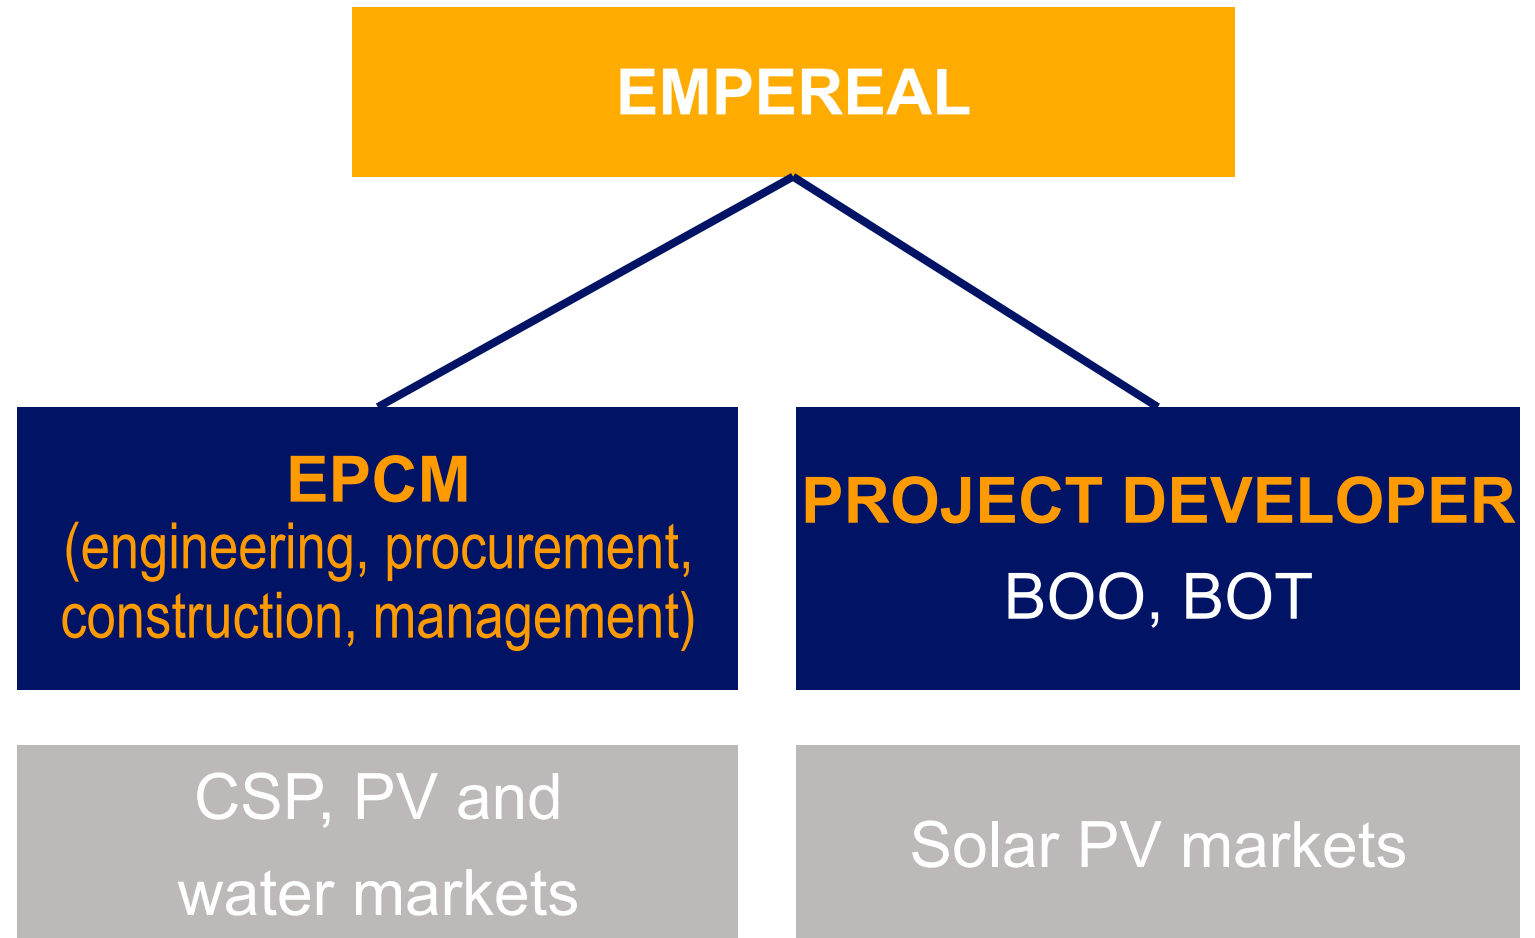 EMPEREAL
EPCM
(engineering, procurement,
construction, management)
PROJECT DEVELOPER
BOO, BOT
CSP, PV and
water markets
Solar PV markets